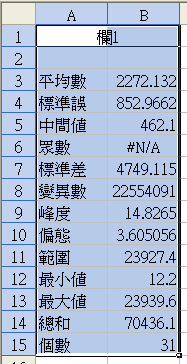 A B
1 欄1
2
3 平均數 2272.132
4 標準誤 852.9662
5 中間值 462.1
6 眾數 #N/A
7 標準差 4749.115
8 變異數 22554091
9 峰度 14.8265
10 偏態 3.605056
11 範圍 23927.4
12 最小值 12.2
13 最大值 23939.6
14 總和 70436.1
15 個數 31